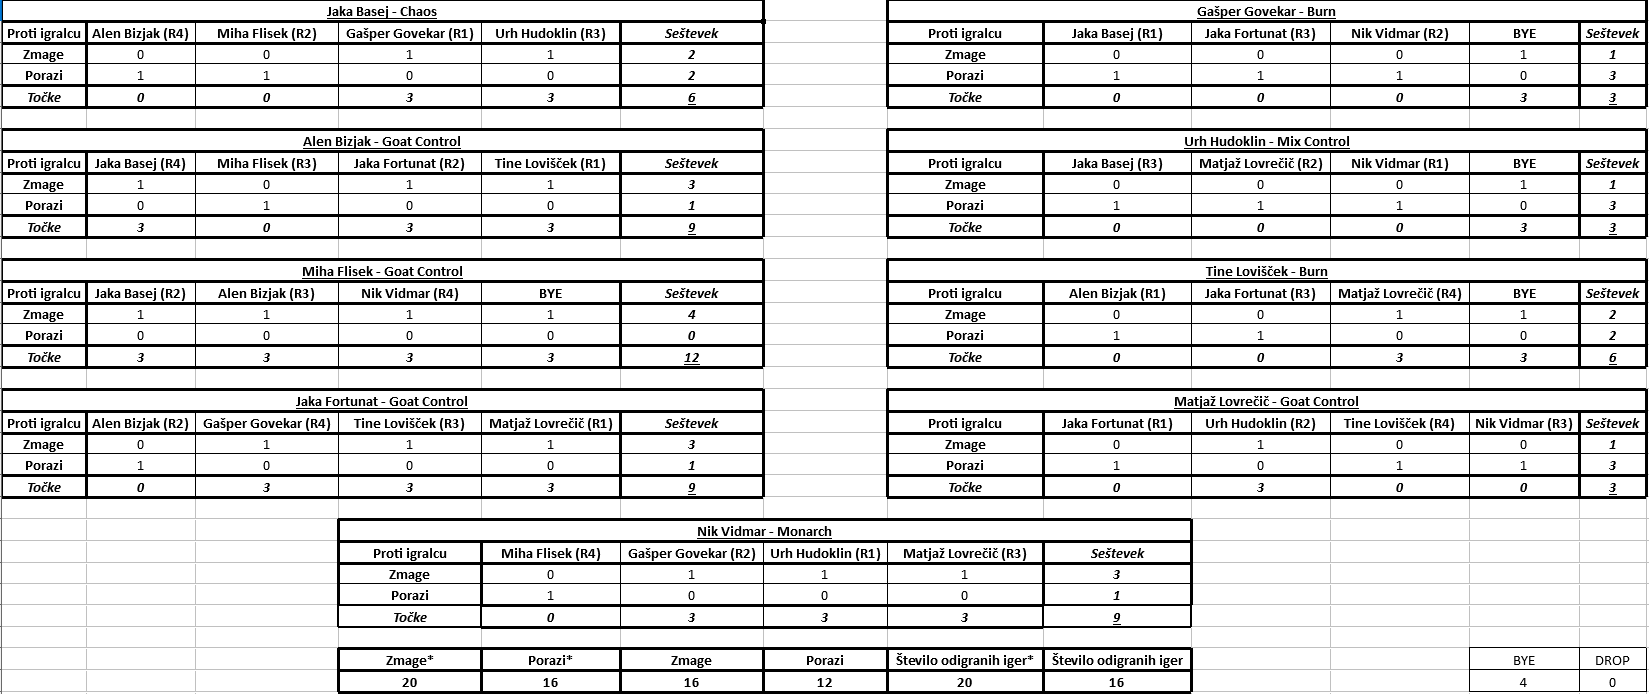 Jaka Basej - Chaos
Proti igralcu Alen Bizjak (R4) Miha Flisek (R2) Gašper Govekar (R1) Urh Hudoklin (R3) Seštevek
Zmage 0 0 1 1 2
Porazi 1 1 0 0 2
Točke 0 0 3 3 6
Gašper Govekar - Burn
Proti igralcu Jaka Basej (R1) Jaka Fortunat (R3) Nik Vidmar (R2) BYE Seštevek
Zmage 0 0 0 1 1
Porazi 1 1 1 0 3
Točke 0 0 0 3 3
Alen Bizjak - Goat Control
Proti igralcu Jaka Basej (R4) Miha Flisek (R3) Jaka Fortunat (R2) Tine Lovišček (R1) Seštevek
Zmage 1 0 1 1 3
Porazi 0 1 0 0 1
Točke 3 0 3 3 9
Urh Hudoklin - Mix Control
Proti igralcu Jaka Basej (R3) Matjaž Lovrečič (R2) Nik Vidmar (R1) BYE Seštevek
Zmage 0 0 0 1 1
Porazi 1 1 1 0 3
Točke 0 0 0 3 3
Miha Flisek - Goat Control
Proti igralcu Jaka Basej (R2) Alen Bizjak (R3) Nik Vidmar (R4) BYE Seštevek
Zmage 1 1 1 1 4
Porazi 0 0 0 0 0
Točke 3 3 3 3 12
Tine Lovišček - Burn
Proti igralcu Alen Bizjak (R1) Jaka Fortunat (R3) Matjaž Lovrečič (R4) BYE Seštevek
Zmage 0 0 1 1 2
Porazi 1 1 0 0 2
Točke 0 0 3 3 6
Jaka Fortunat - Goat Control
Proti igralcu Alen Bizjak (R2) Gašper Govekar (R4) Tine Lovišček (R3) Matjaž Lovrečič (R1) Seštevek
Zmage 0 1 1 1 3
Porazi 1 0 0 0 1
Točke 0 3 3 3 9
Matjaž Lovrečič - Goat Control
Proti igralcu Jaka Fortunat (R1) Urh Hudoklin (R2) Tine Lovišček (R4) Nik Vidmar (R3) Seštevek
Zmage 0 1 0 0 1
Porazi 1 0 1 1 3
Točke 0 3 0 0 3
Nik Vidmar - Monarch
Proti igralcu Miha Flisek (R4) Gašper Govekar (R2) Urh Hudoklin (R1) Matjaž Lovrečič (R3) Seštevek
Zmage 0 1 1 1 3
Porazi 1 0 0 0 1
Točke 0 3 3 3 9
Zmage* Porazi* Zmage Porazi Število odigranih iger* Število odigranih iger
20 16 16 12 20 16
BYE DROP
4 0